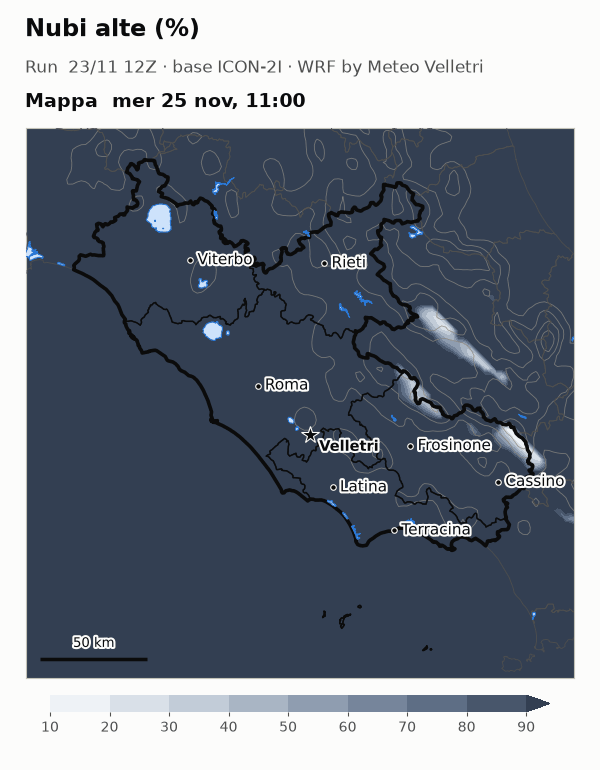 Nubi alte (%)
Run 23/11 12Z · base ICON-2I · WRF by Meteo Velletri
Mappa mer 25 nov, 11:00
Viterbo
Rieti
Roma
Velletri
Frosinone
Latina
Cassino
Terracina
50 km
10 20 30 40 50 60 70 80 90